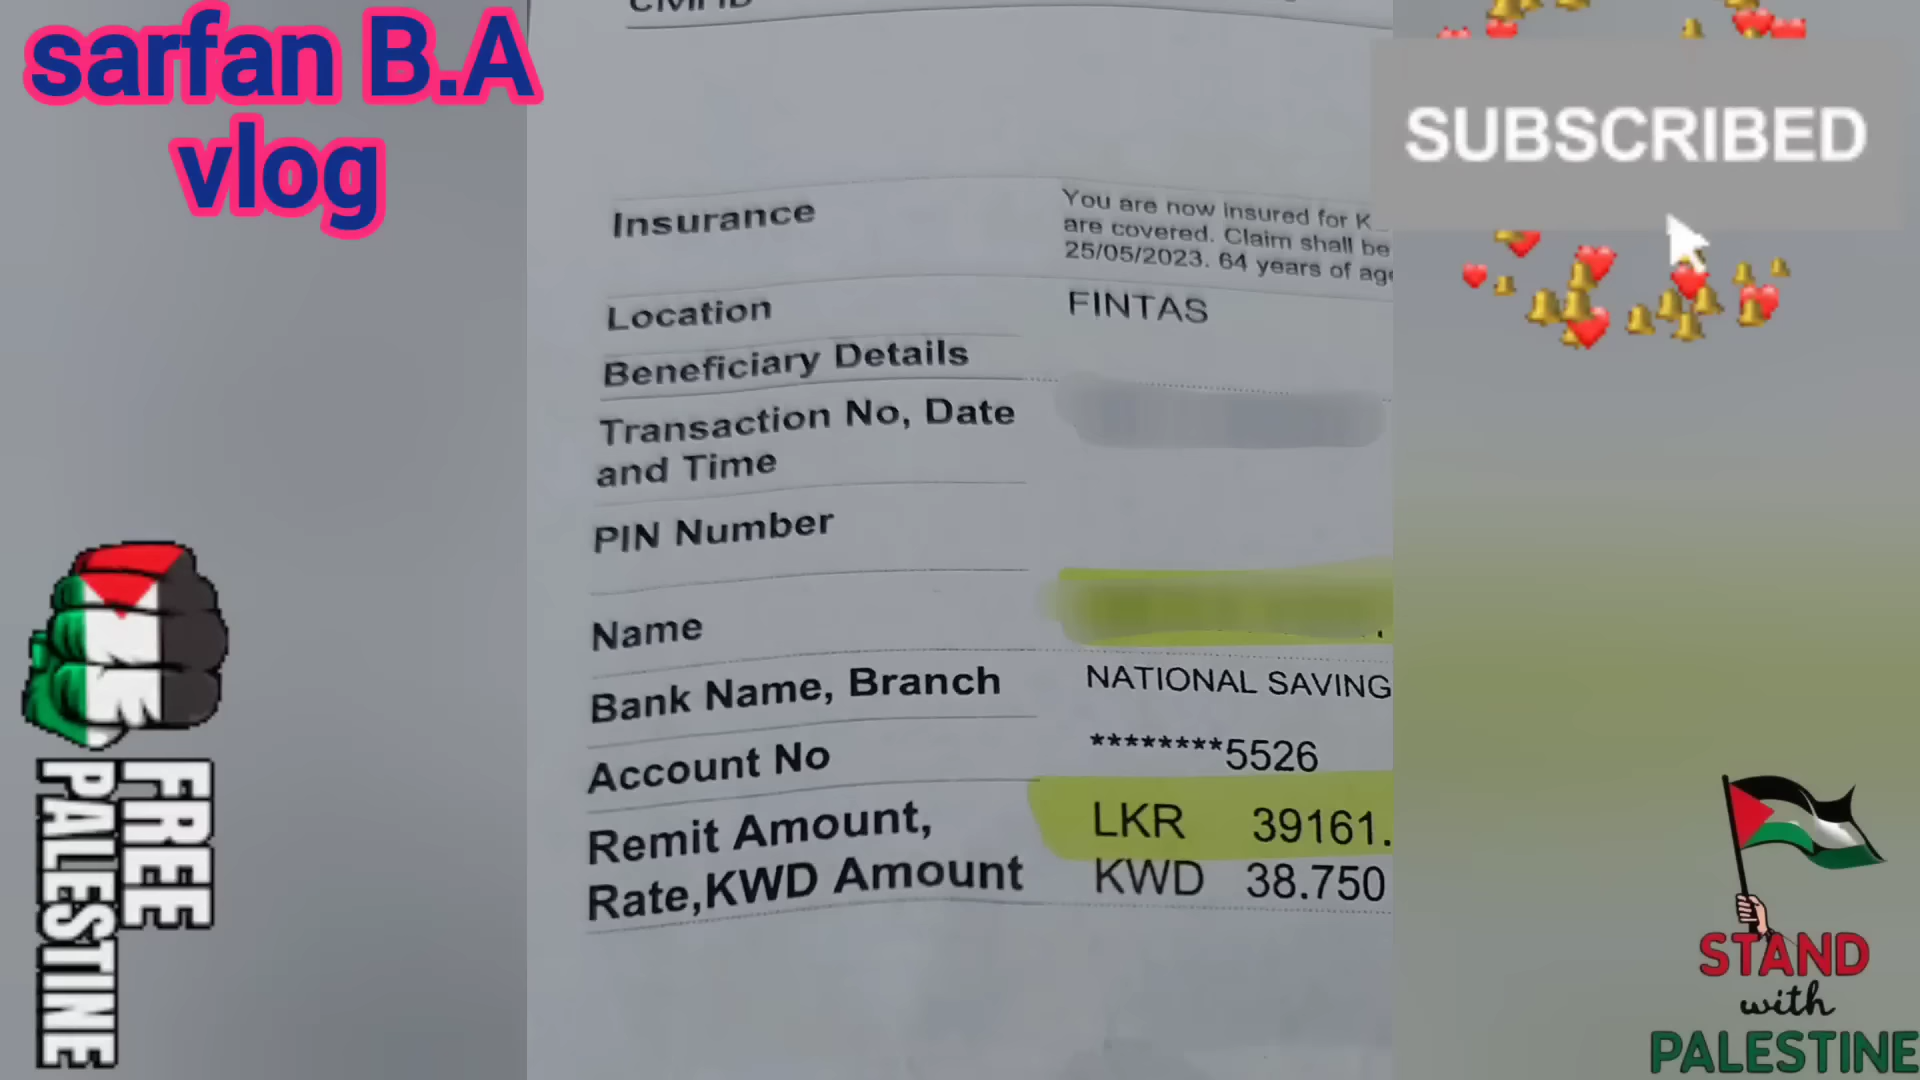 sarfan B.A
vlog
SUBSCRIBED
Insurance
You are now insured for K
are covered. Claim shall be
25/05/2023. 64 years of age
Location
FINTAS
Beneficiary Details
Transaction No, Date
and Time
PIN Number
Name
Bank Name, Branch
NATIONAL SAVING
Account No
********5526
Remit Amount,
LKR 39161.
Rate,KWD Amount
KWD 38.750
FREE
PALESTINE
STAND
with
PALESTINE